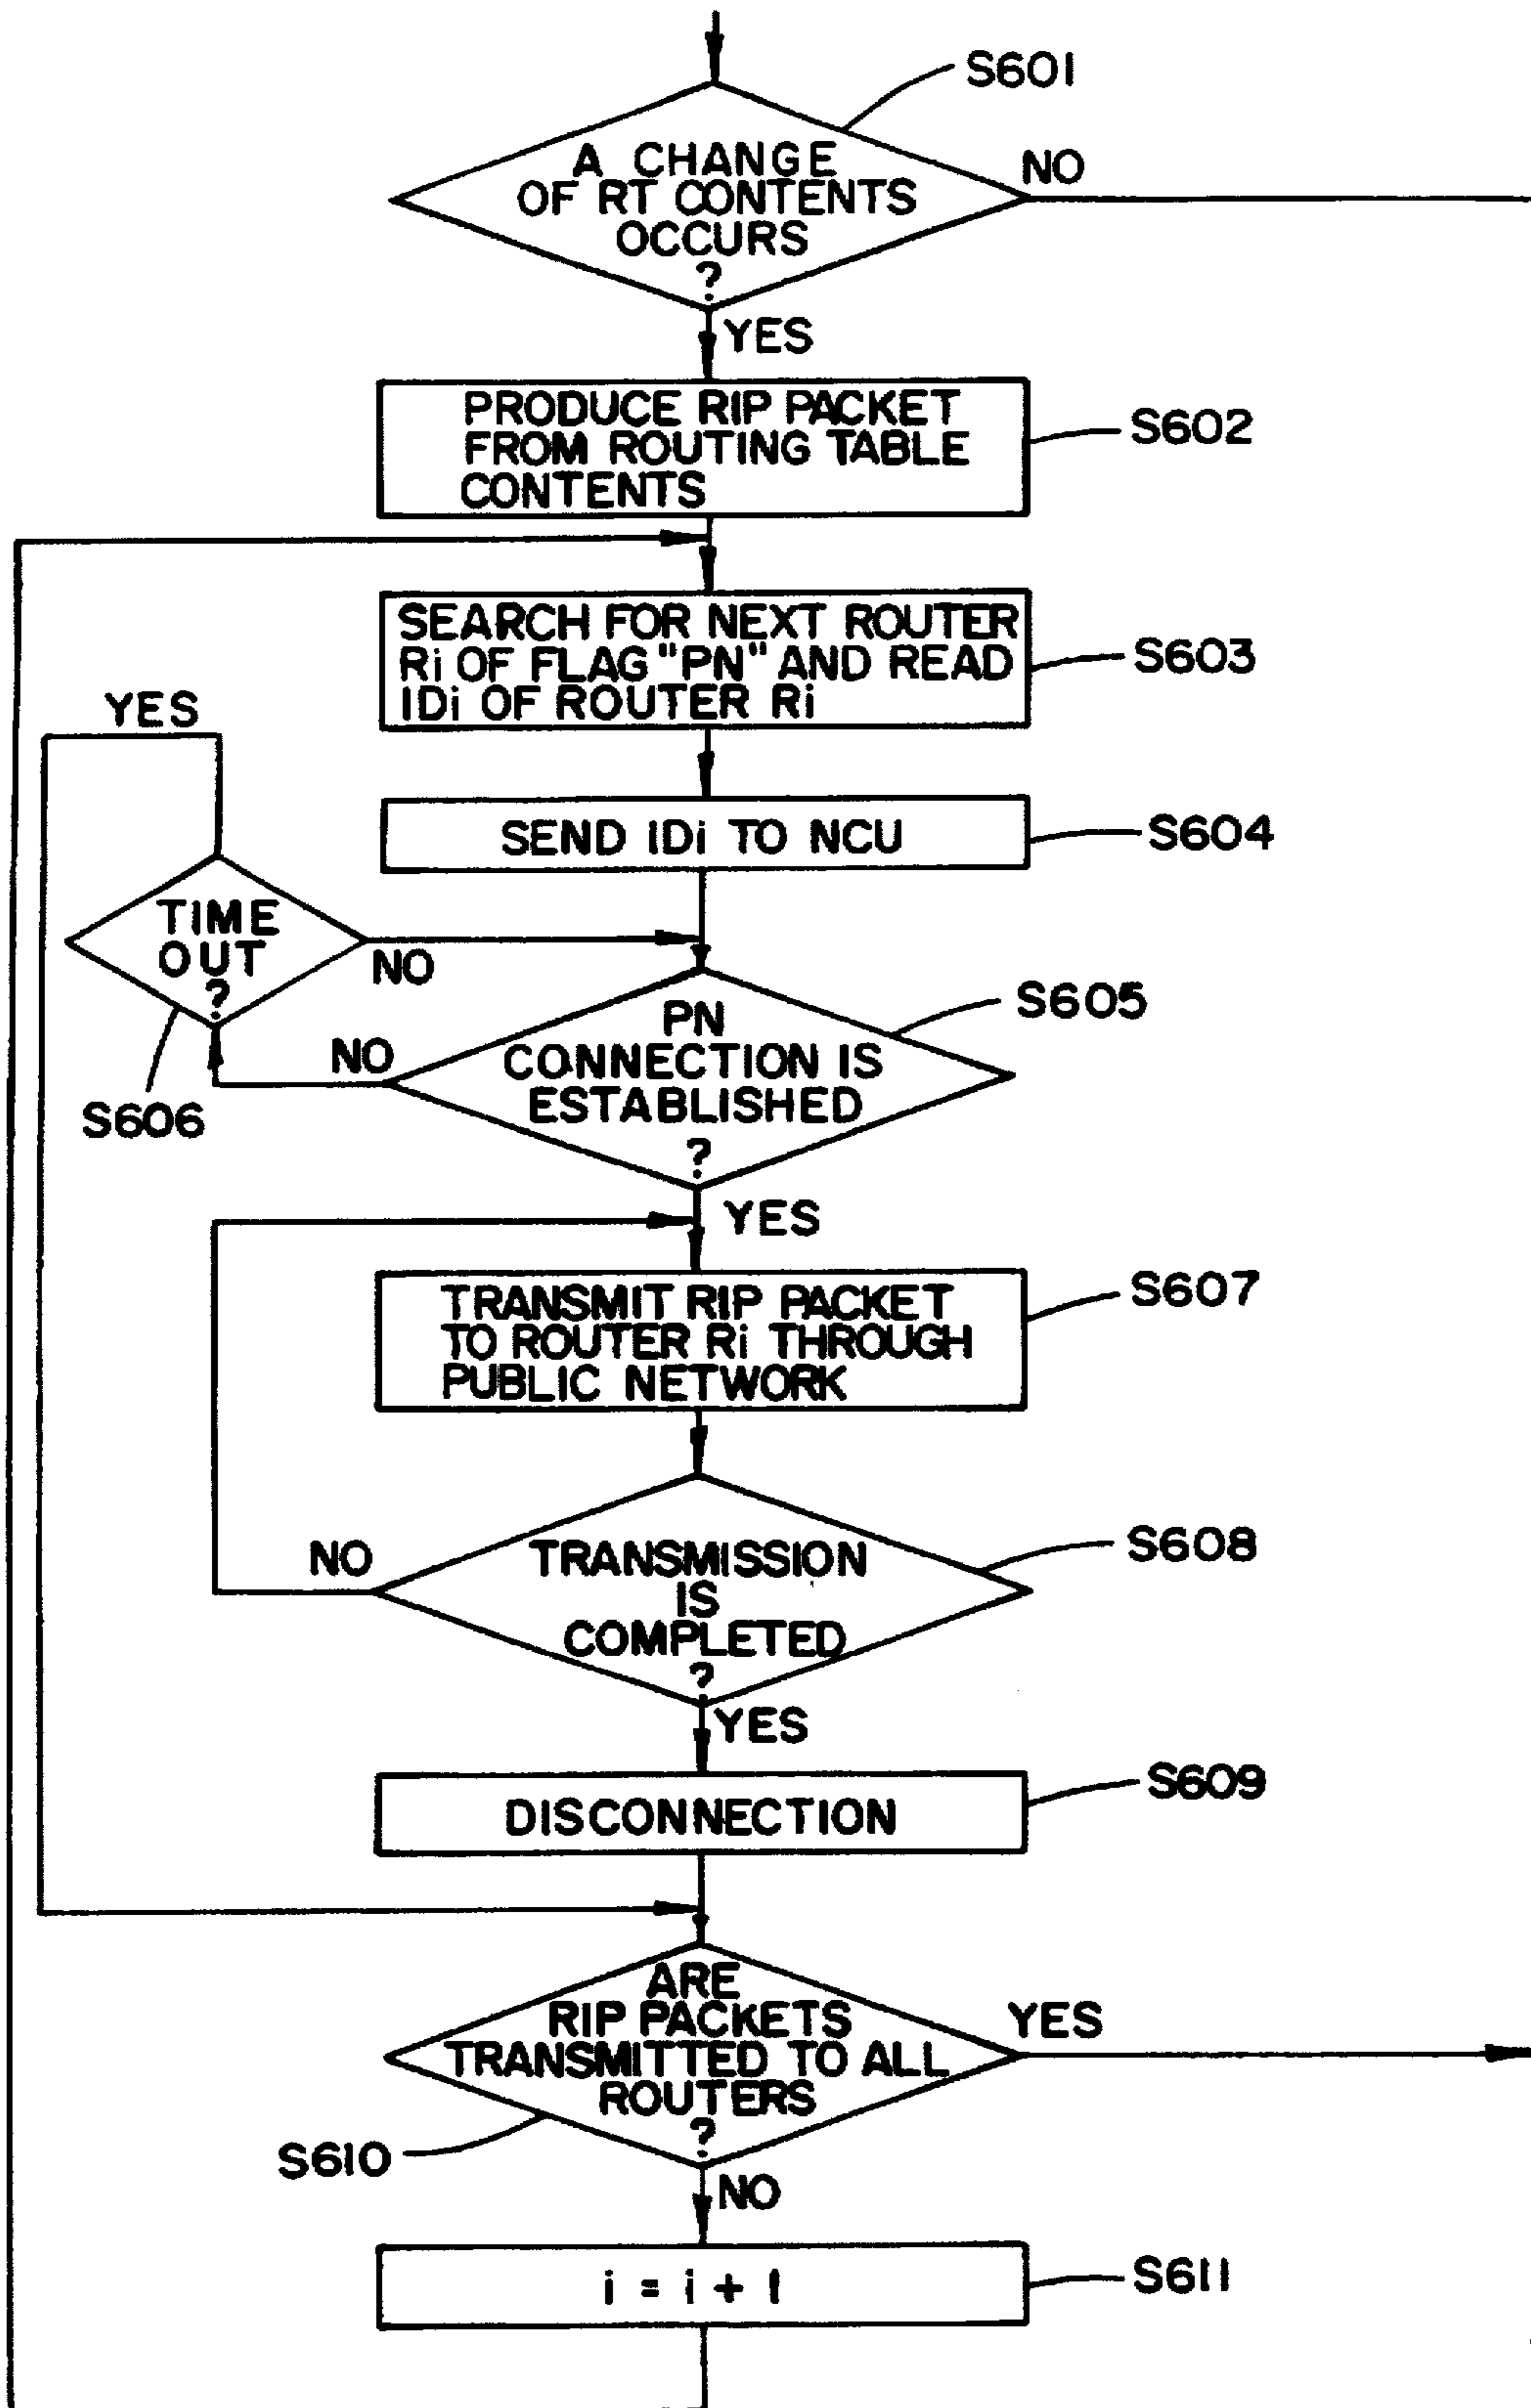 S601
A CHANGE
OF RT CONTENTS
OCCURS
?
NO
YES
PRODUCE RIP PACKET
FROM ROUTING TABLE
CONTENTS
S602
SEARCH FOR NEXT ROUTER
Ri OF FLAG "PN" AND READ
IDi OF ROUTER Ri
S603
YES
SEND IDi TO NCU
S604
TIME
OUT
?
NO
S606
PN
CONNECTION IS
ESTABLISHED
?
S605
NO
YES
TRANSMIT RIP PACKET
TO ROUTER Ri THROUGH
PUBLIC NETWORK
S607
TRANSMISSION
IS
COMPLETED
?
S608
NO
YES
DISCONNECTION
S609
ARE
RIP PACKETS
TRANSMITTED TO ALL
ROUTERS
?
YES
S610
NO
i = i + 1
S611